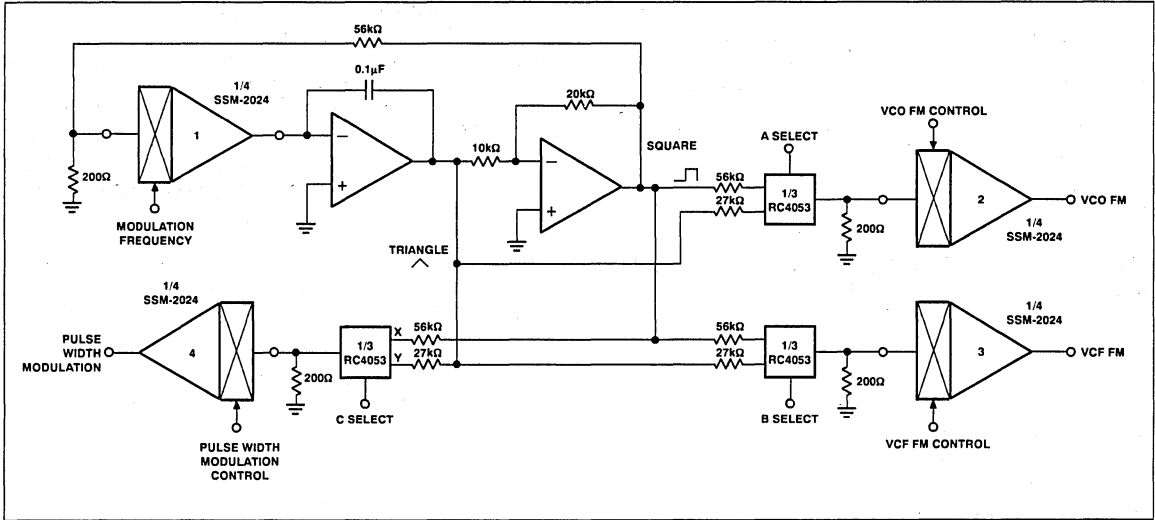 56kΩ
0.1µF
1/4
SSM-2024
1
200Ω
MODULATION
FREQUENCY
−
+
10kΩ
20kΩ
−
+
SQUARE
TRIANGLE
56kΩ
27kΩ
A SELECT
1/3
RC4053
200Ω
VCO FM CONTROL
2
1/4
SSM-2024
VCO FM
1/4
SSM-2024
PULSE
WIDTH
MODULATION
4
200Ω
PULSE WIDTH
MODULATION
CONTROL
1/3
RC4053
X
Y
C SELECT
56kΩ
27kΩ
56kΩ
27kΩ
1/3
RC4053
B SELECT
200Ω
3
1/4
SSM-2024
VCF FM
VCF FM CONTROL